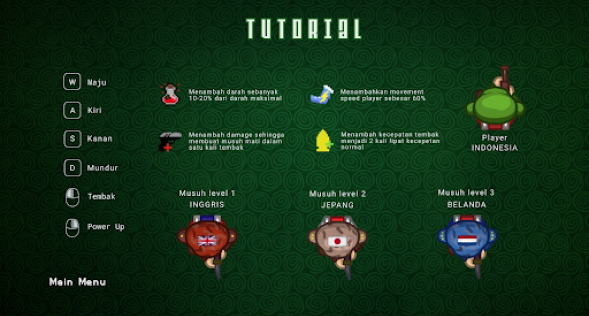 TUTORIAL
W Maju
A Kiri
S Kanan
D Mundur
Tembak
Power Up
Menambah darah sebanyak
10-20% dari darah maksimal
Menambahkan movement
speed player sebesar 60%
Menambah damage sehingga
membuat musuh mati dalam
satu kali tembak
Menambah kecepatan tembak
menjadi 2 kali lipat kecepetan
normal
Player
INDONESIA
Musuh level 1
INGGRIS
Musuh level 2
JEPANG
Musuh level 3
BELANDA
Main Menu